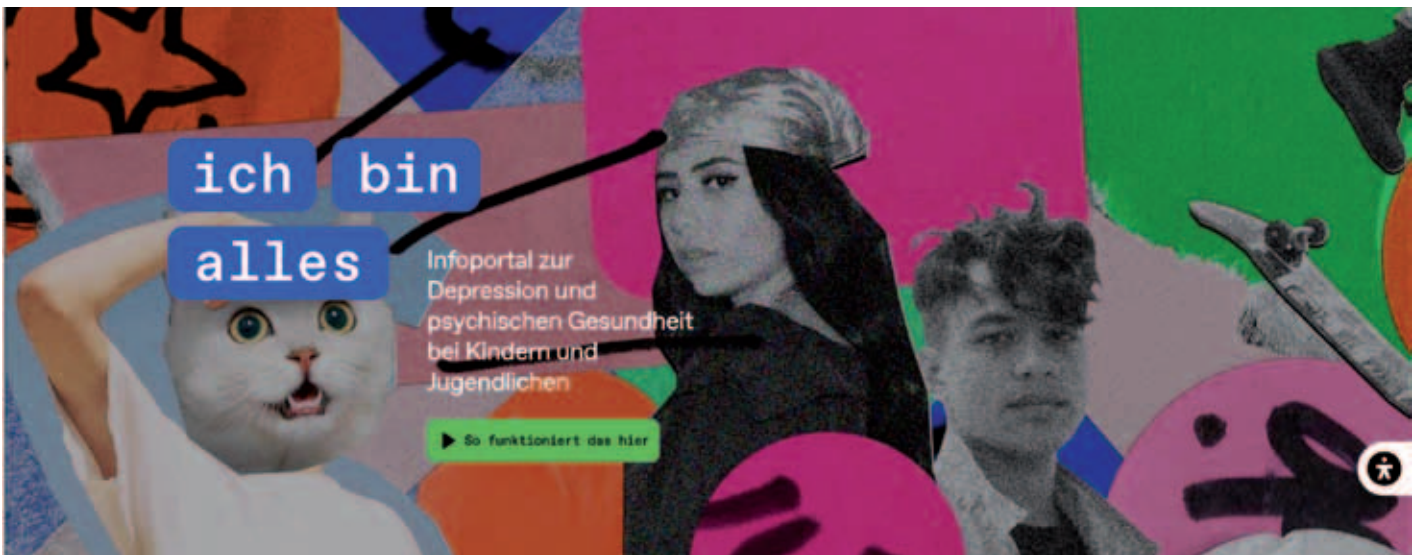 ich bin
alles
Infoportal zur
Depression und
psychischen Gesundheit
bei Kindern und
Jugendlichen
So funktioniert das hier